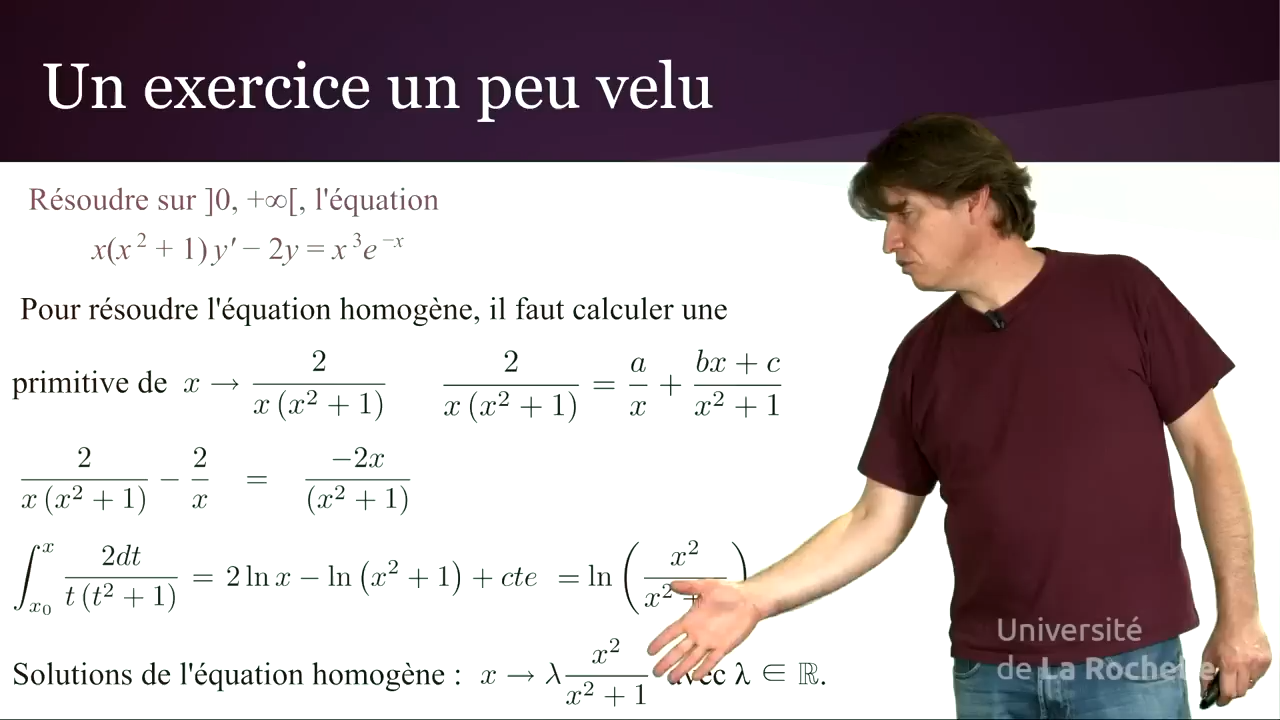 Un exercice un peu velu
Résoudre sur ]0, +∞[, l'équation
x(x² + 1) y′ − 2y = x³e⁻ˣ
Pour résoudre l'équation homogène, il faut calculer une
primitive de x → 2/(x (x² + 1))   2/(x (x² + 1)) = a/x + (bx + c)/(x² + 1)
2/(x (x² + 1)) − 2/x = −2x/(x² + 1)
∫_{x₀}^{x} 2dt/(t (t² + 1)) = 2 ln x − ln (x² + 1) + cte = ln ( x²/x² + )
Solutions de l'équation homogène : x → λ x²/(x² + 1) λ ∈ ℝ.
Université
de La Rochelle